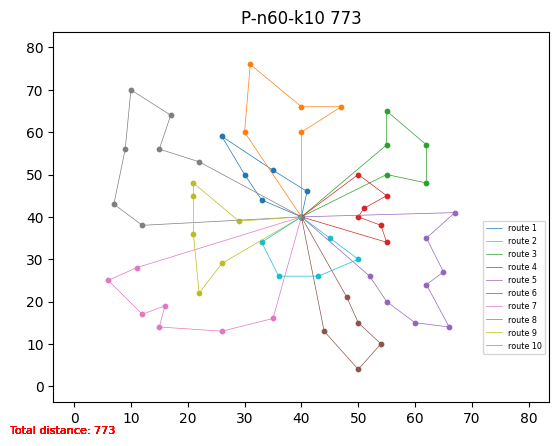 P-n60-k10 773
80
70
60
50
40
30
20
10
0
0 10 20 30 40 50 60 70 80
route 1
route 2
route 3
route 4
route 5
route 6
route 7
route 8
route 9
route 10
Total distance: 773